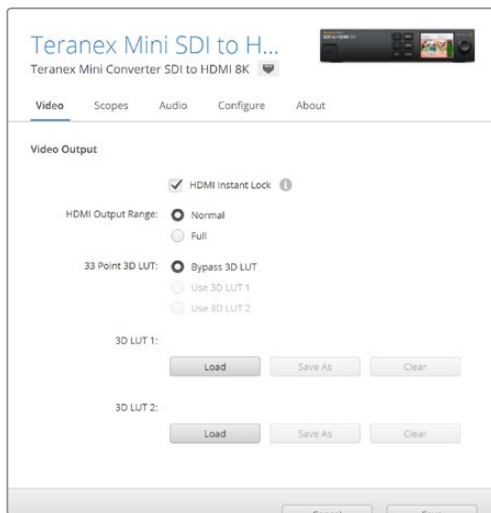 Teranex Mini SDI to H...
Teranex Mini Converter SDI to HDMI 8K
Video Scopes Audio Configure About
Video Output
HDMI Instant Lock
HDMI Output Range: Normal
Full
33 Point 3D LUT: Bypass 3D LUT
Use 3D LUT 1
Use 3D LUT 2
3D LUT 1:
Load Save As Clear
3D LUT 2:
Load Save As Clear